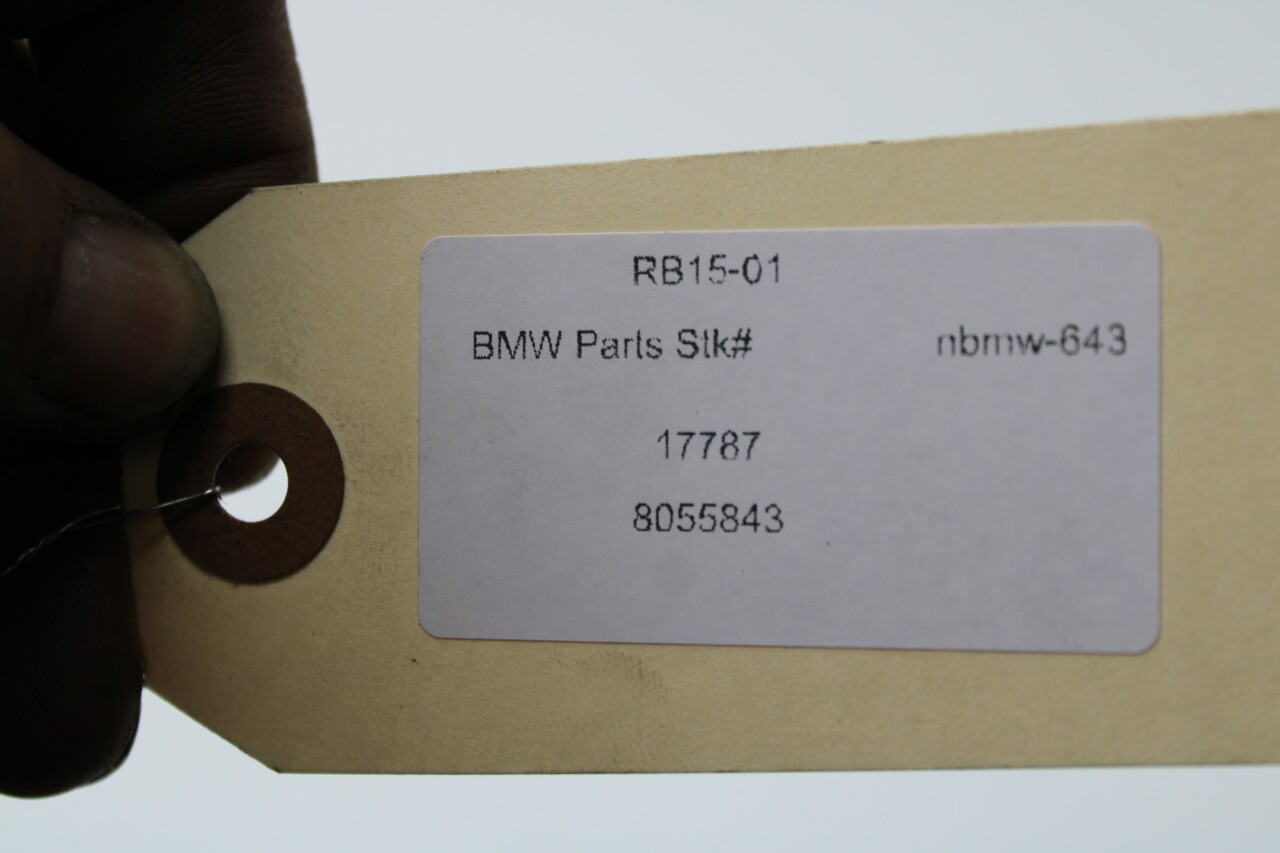 RB15-01
BMW Parts Stk# nbmw-643
17787
8055843